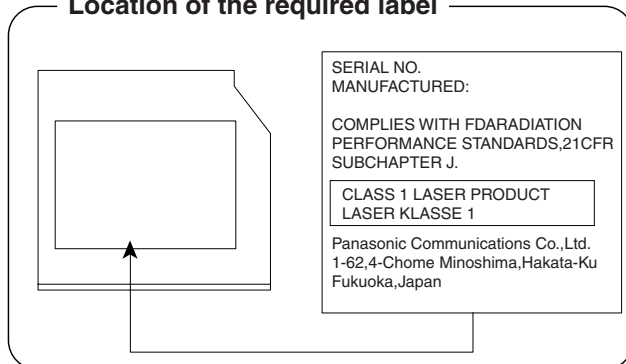 Location of the required label
SERIAL NO.
MANUFACTURED:
COMPLIES WITH FDARADIATION
PERFORMANCE STANDARDS,21CFR
SUBCHAPTER J.
CLASS 1 LASER PRODUCT
LASER KLASSE 1
Panasonic Communications Co.,Ltd.
1-62,4-Chome Minoshima,Hakata-Ku
Fukuoka,Japan